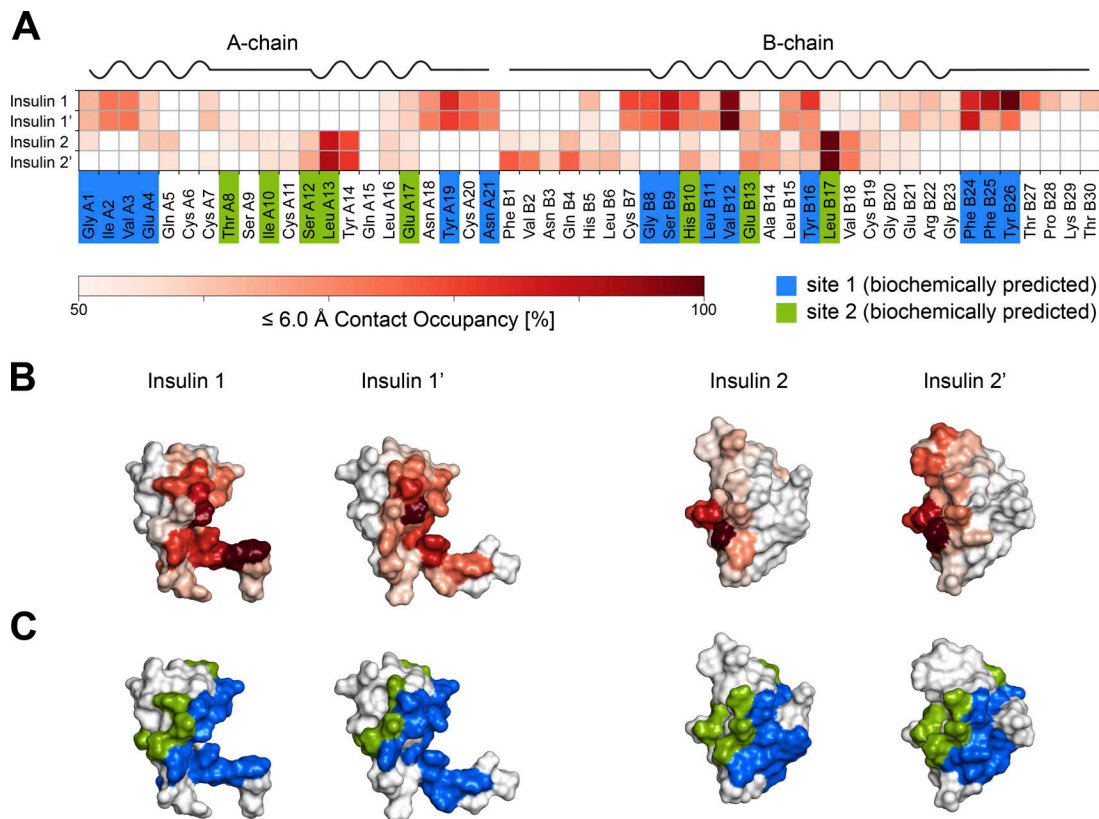 A
A-chain
B-chain
Insulin 1
Insulin 1’
Insulin 2
Insulin 2’
Gly A1
Ile A2
Val A3
Glu A4
Gln A5
Cys A6
Cys A7
Thr A8
Ser A9
Ile A10
Cys A11
Ser A12
Leu A13
Tyr A14
Gln A15
Leu A16
Glu A17
Asn A18
Tyr A19
Cys A20
Asn A21
Phe B1
Val B2
Asn B3
Gln B4
His B5
Leu B6
Cys B7
Gly B8
Ser B9
His B10
Leu B11
Val B12
Glu B13
Ala B14
Leu B15
Tyr B16
Leu B17
Val B18
Cys B19
Gly B20
Glu B21
Arg B22
Gly B23
Phe B24
Phe B25
Tyr B26
Thr B27
Pro B28
Lys B29
Thr B30
50
≤ 6.0 Å Contact Occupancy [%]
100
site 1 (biochemically predicted)
site 2 (biochemically predicted)
B
Insulin 1
Insulin 1’
Insulin 2
Insulin 2’
C